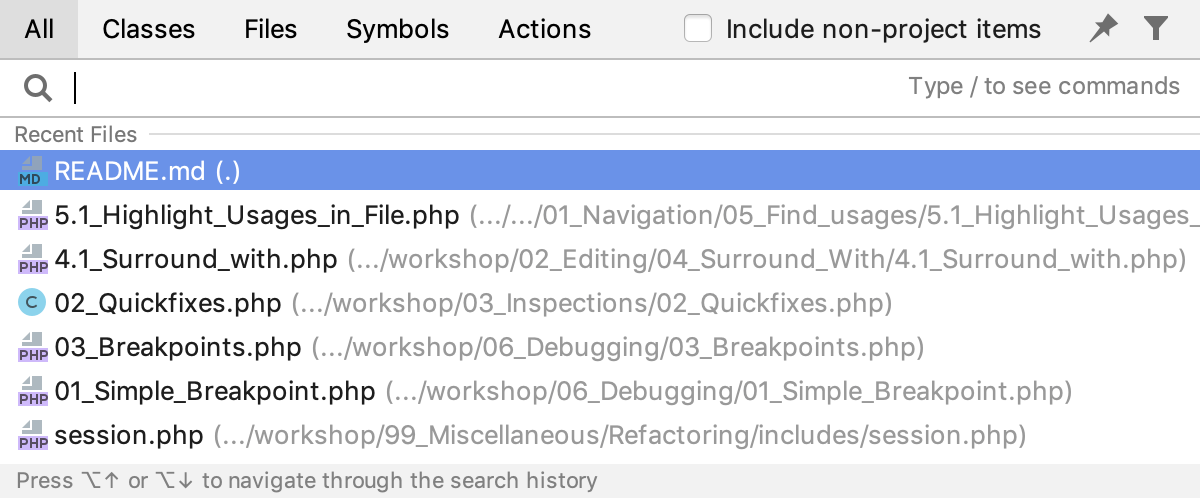 All Classes Files Symbols Actions Include non-project items
Type / to see commands
Recent Files
MD README.md (.)
PHP 5.1_Highlight_Usages_in_File.php (.../.../01_Navigation/05_Find_usages/5.1_Highlight_Usages_
PHP 4.1_Surround_with.php (.../workshop/02_Editing/04_Surround_With/4.1_Surround_with.php)
C 02_Quickfixes.php (.../workshop/03_Inspections/02_Quickfixes.php)
PHP 03_Breakpoints.php (.../workshop/06_Debugging/03_Breakpoints.php)
PHP 01_Simple_Breakpoint.php (.../workshop/06_Debugging/01_Simple_Breakpoint.php)
PHP session.php (.../workshop/99_Miscellaneous/Refactoring/includes/session.php)
Press ⌥↑ or ⌥↓ to navigate through the search history